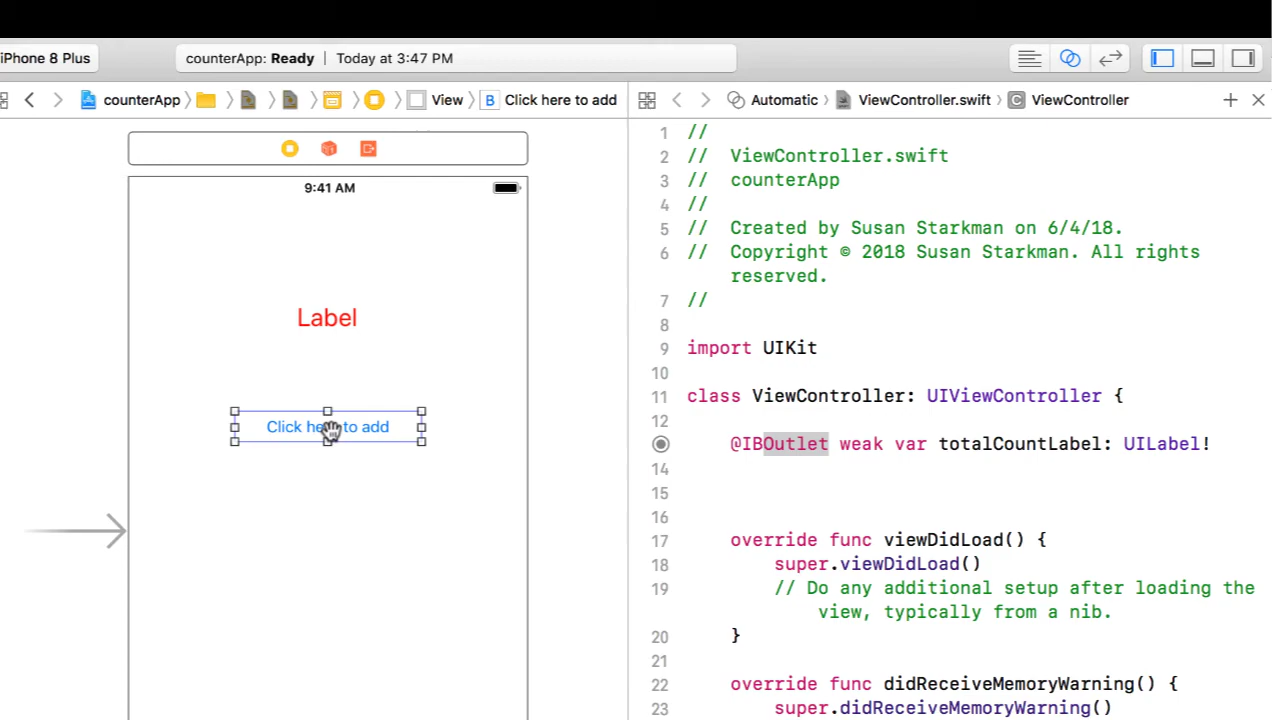 iPhone 8 Plus
counterApp: Ready | Today at 3:47 PM
counterApp View B Click here to add
Automatic ViewController.swift C ViewController
9:41 AM
Label
Click here to add
1 //
2 // ViewController.swift
3 // counterApp
4 //
5 // Created by Susan Starkman on 6/4/18.
6 // Copyright © 2018 Susan Starkman. All rights
reserved.
7 //
8
9 import UIKit
10
11 class ViewController: UIViewController {
12
@IBOutlet weak var totalCountLabel: UILabel!
14
15
16
17 override func viewDidLoad() {
18 super.viewDidLoad()
19 // Do any additional setup after loading the
view, typically from a nib.
20 }
21
22 override func didReceiveMemoryWarning() {
23 super.didReceiveMemoryWarning()